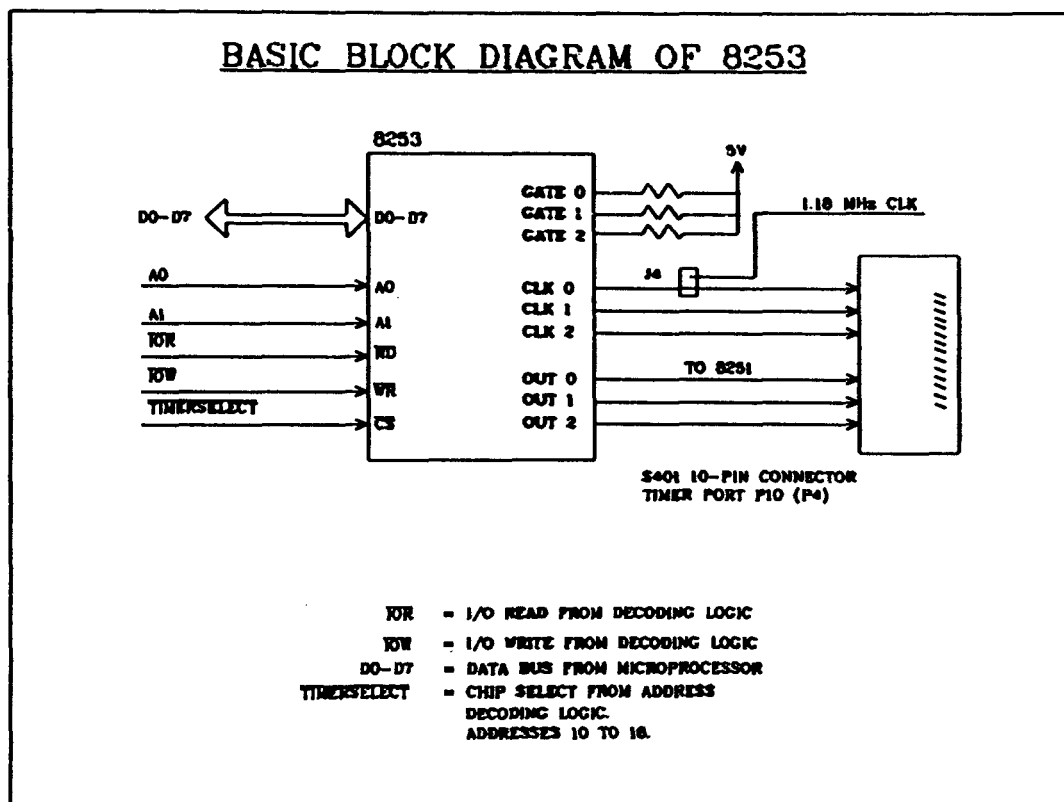 BASIC BLOCK DIAGRAM OF 8253
8253
5V
D0-D7
D0-D7
GATE 0
GATE 1
GATE 2
1.18 MHz CLK
J4
A0
A0
CLK 0
A1
A1
CLK 1
CLK 2
IOR
RD
IOW
WR
TIMERSELECT
CS
OUT 0
TO 8251
OUT 1
OUT 2
S401 10-PIN CONNECTOR
TIMER PORT P10 (P4)
IOR = I/O READ FROM DECODING LOGIC
IOW = I/O WRITE FROM DECODING LOGIC
D0-D7 = DATA BUS FROM MICROPROCESSOR
TIMERSELECT = CHIP SELECT FROM ADDRESS
DECODING LOGIC.
ADDRESSES 10 TO